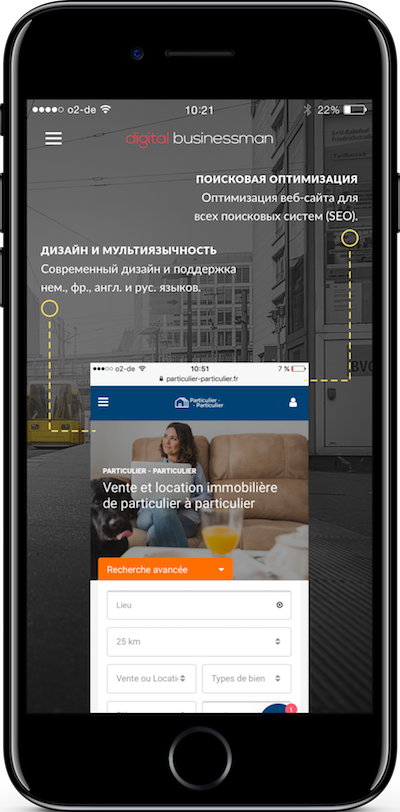 o2-de 10:21 22%
digital businessman
ПОИСКОВАЯ ОПТИМИЗАЦИЯ
Оптимизация веб-сайта для
всех поисковых систем (SEO).
ДИЗАЙН И МУЛЬТИЯЗЫЧНОСТЬ
Современный дизайн и поддержка
нем., фр., англ. и рус. языков.
BVG
o2-de 10:51 7 %
particulier-particulier.fr
Particulier -
- Particulier
PARTICULIER - PARTICULIER
Vente et location immobilière
de particulier à particulier
Recherche avancée
Lieu
25 km
Vente ou Locati
Types de bien
1